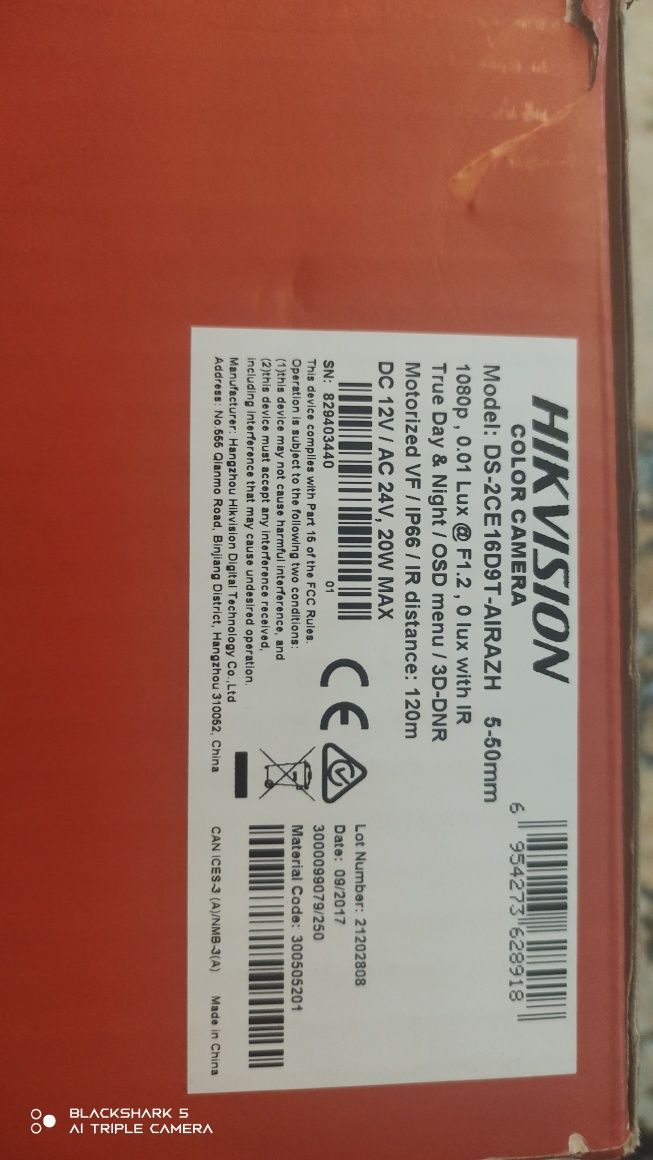 HIKVISION
COLOR CAMERA
6 954273 628918
Model: DS-2CE16D9T-AIRAZH 5-50mm
1080p , 0.01 Lux @ F1.2 , 0 lux with IR
True Day & Night / OSD menu / 3D-DNR
Motorized VF / IP66 / IR distance: 120m
DC 12V / AC 24V, 20W MAX
SN: 829403440 01
This device complies with Part 15 of the FCC Rules.
Operation is subject to the following two conditions:
(1)this device may not cause harmful interference, and
(2)this device must accept any interference received,
including interference that may cause undesired operation.
Manufacturer: Hangzhou Hikvision Digital Technology Co.,Ltd
Address: No.555 Qianmo Road, Binjiang District, Hangzhou 310052, China
CE
Lot Number: 21202808
Date: 09/2017
3000099079/250
Material Code: 300505201
CAN ICES-3 (A)/NMB-3(A) Made in China
BLACKSHARK 5
AI TRIPLE CAMERA